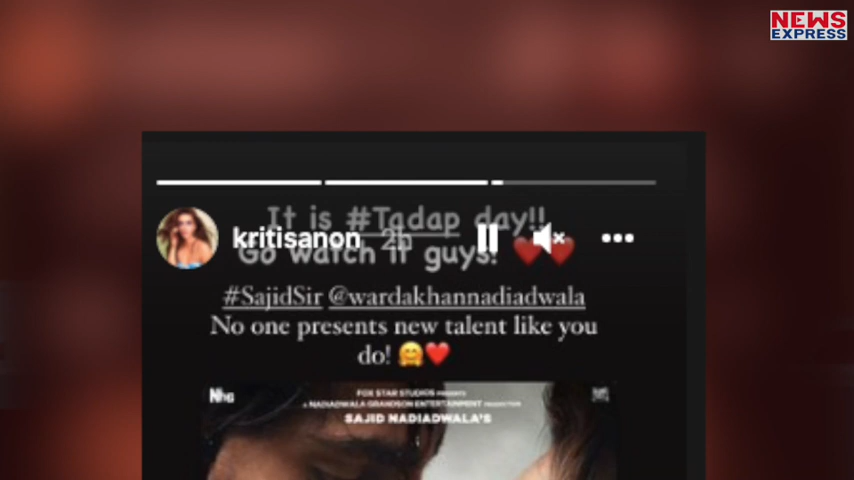 NEWS
EXPRESS
It is #Tadap day!!
kritisanon 2h
Go watch it guys!
#SajidSir @wardakhannadiadwala
No one presents new talent like you
do!
FOX STAR STUDIOS PRESENTS
A NADIADWALA GRANDSON ENTERTAINMENT PRODUCTION
SAJID NADIADWALA'S